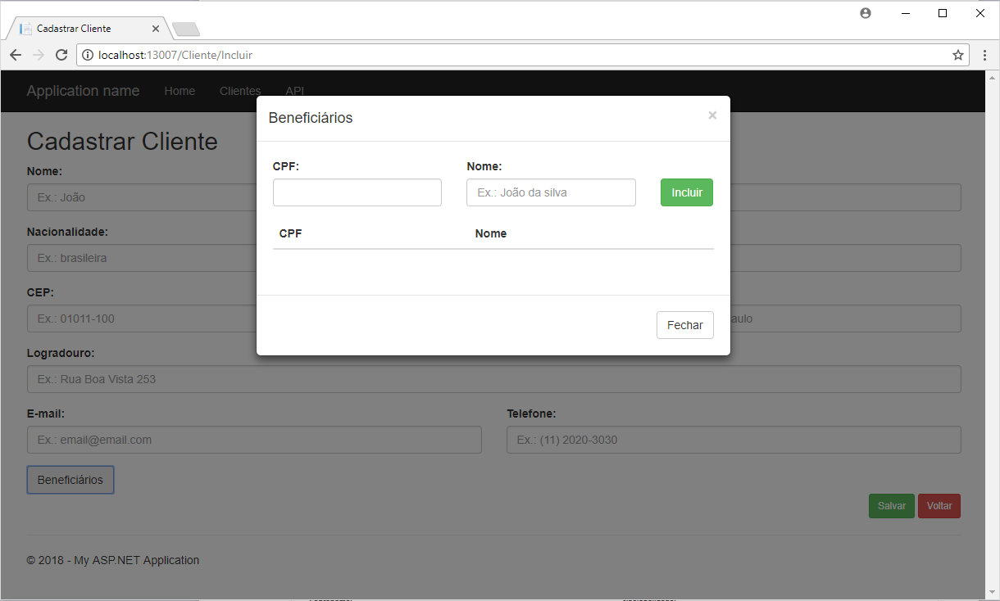 Cadastrar Cliente
localhost:13007/Cliente/Incluir
Application name Home Clientes API
Beneficiários ×
Cadastrar Cliente
CPF: Nome:
Ex.: João da silva Incluir
CPF Nome
Fechar
Nome:
Ex.: João
Nacionalidade:
Ex.: brasileira
CEP:
Ex.: 01011-100 aulo
Logradouro:
Ex.: Rua Boa Vista 253
E-mail: Telefone:
Ex.: email@email.com Ex.: (11) 2020-3030
Beneficiários
Salvar Voltar
© 2018 - My ASP.NET Application